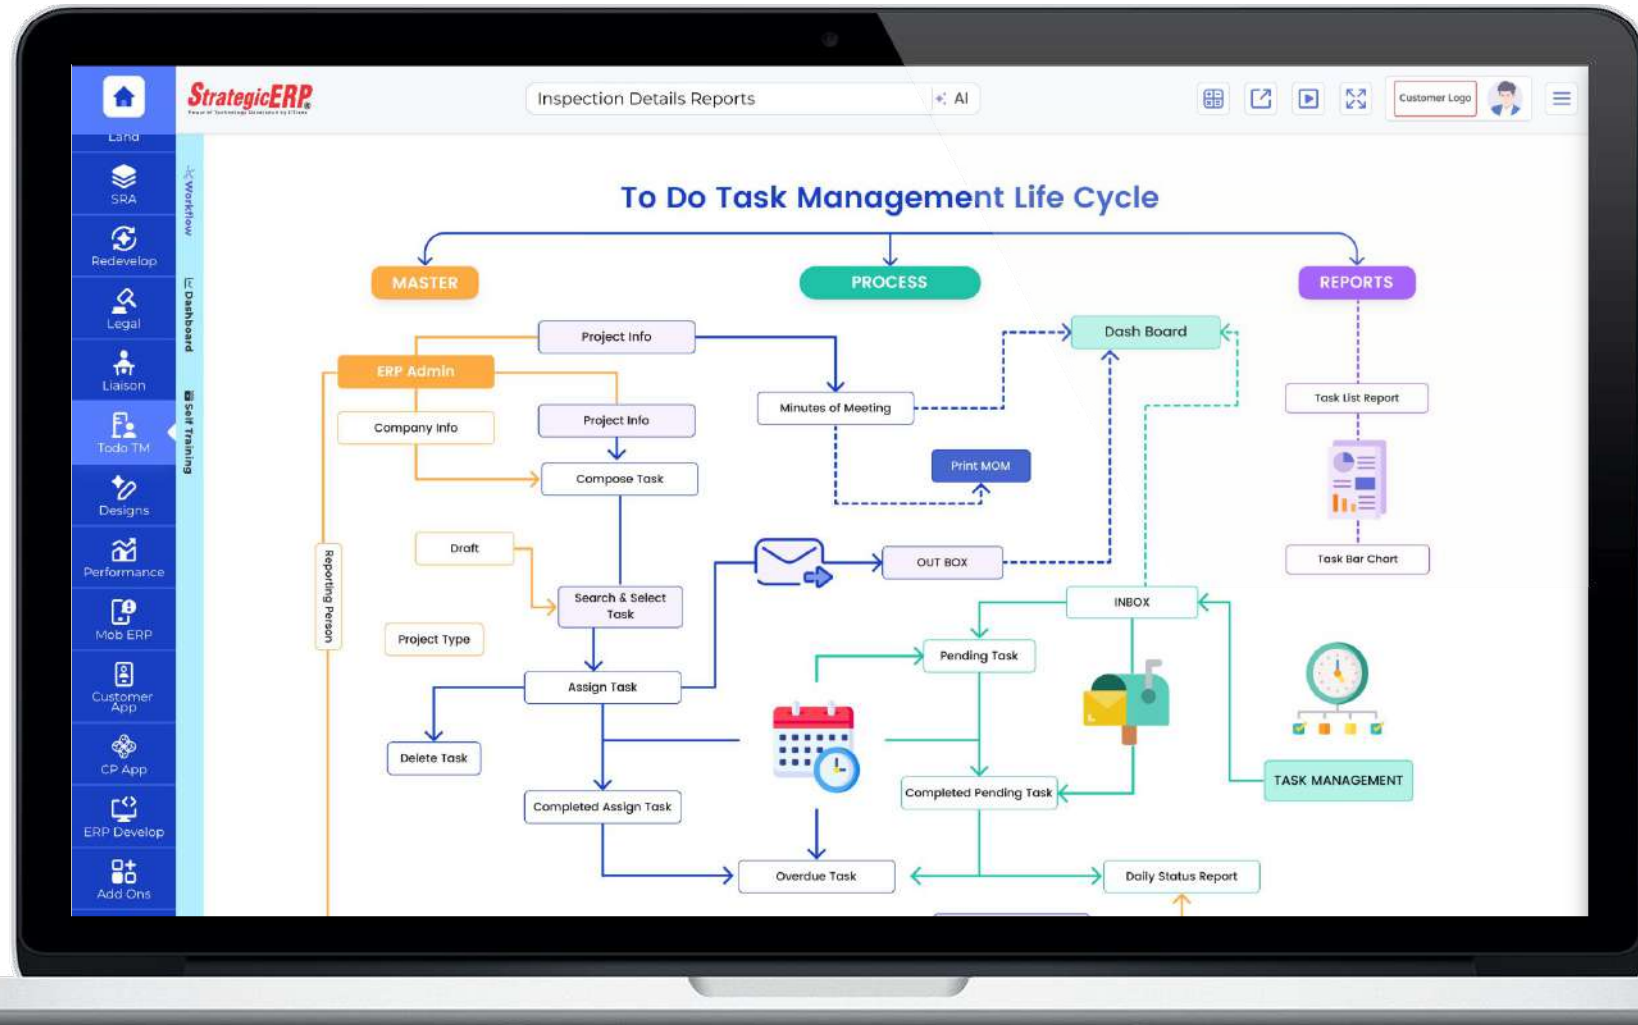 StrategicERP®
Inspection Details Reports
AI
Customer Logo
Land
SRA
Redevelop
Legal
Liaison
Todo TM
Designs
Performance
Mob ERP
Customer
App
CP App
ERP Develop
Add Ons
Workflow
Dashboard
Self Training
To Do Task Management Life Cycle
MASTER
PROCESS
REPORTS
Project Info
Dash Board
ERP Admin
Task List Report
Minutes of Meeting
Project Info
Company Info
Print MOM
Compose Task
Draft
OUT BOX
Task Bar Chart
Reporting Person
Search & Select
Task
INBOX
Project Type
Pending Task
Assign Task
Delete Task
TASK MANAGEMENT
Completed Pending Task
Completed Assign Task
Overdue Task
Daily Status Report